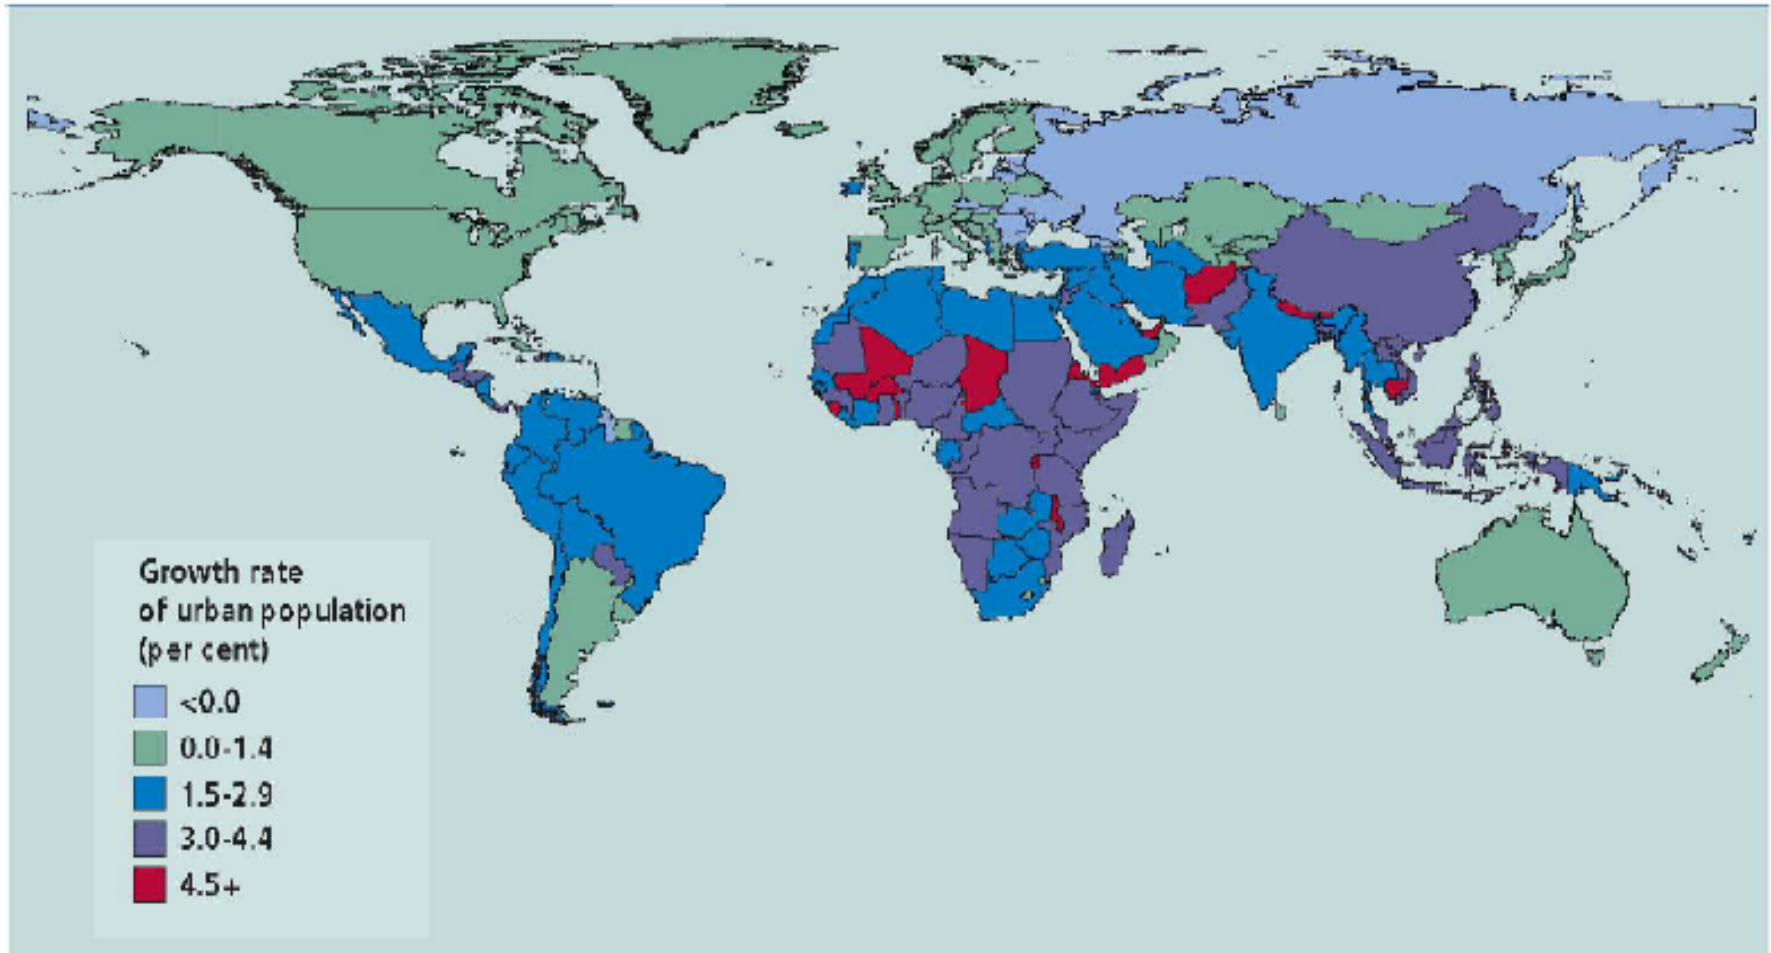 Growth rate
of urban population
(per cent)
<0.0
0.0-1.4
1.5-2.9
3.0-4.4
4.5+